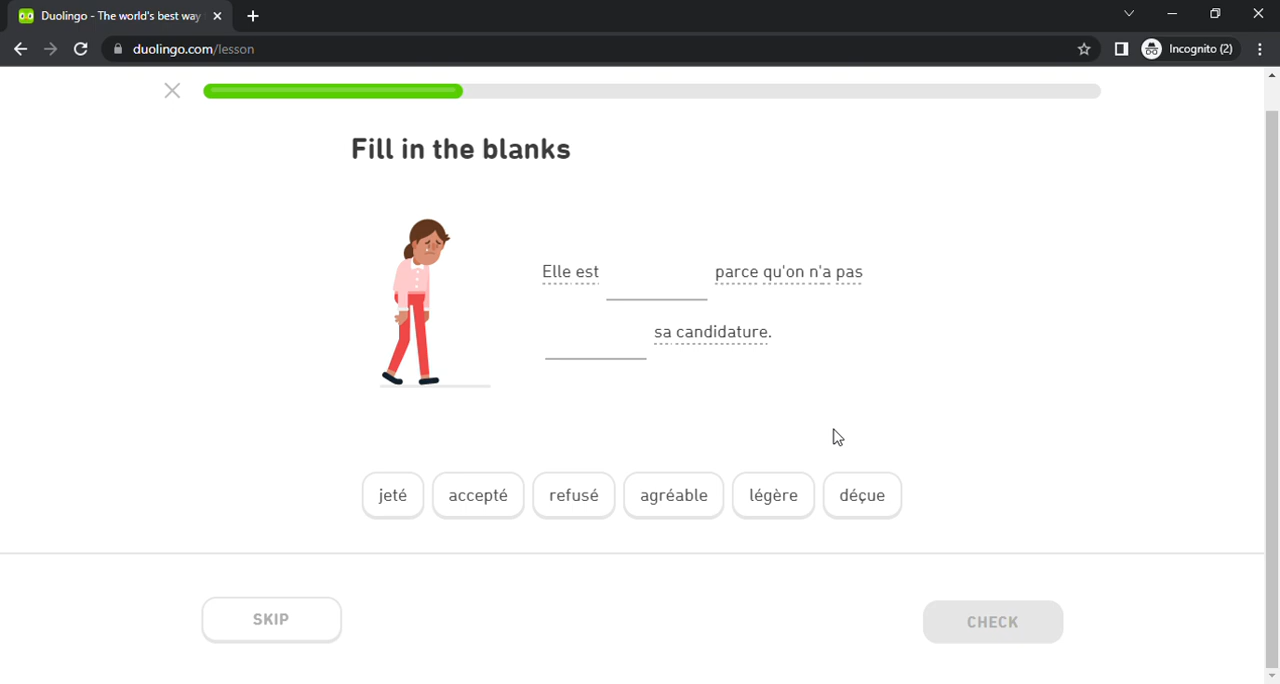 Duolingo - The world's best way
duolingo.com/lesson
Incognito (2)
Fill in the blanks
Elle est parce qu'on n'a pas
sa candidature.
jeté accepté refusé agréable légère déçue
SKIP
CHECK